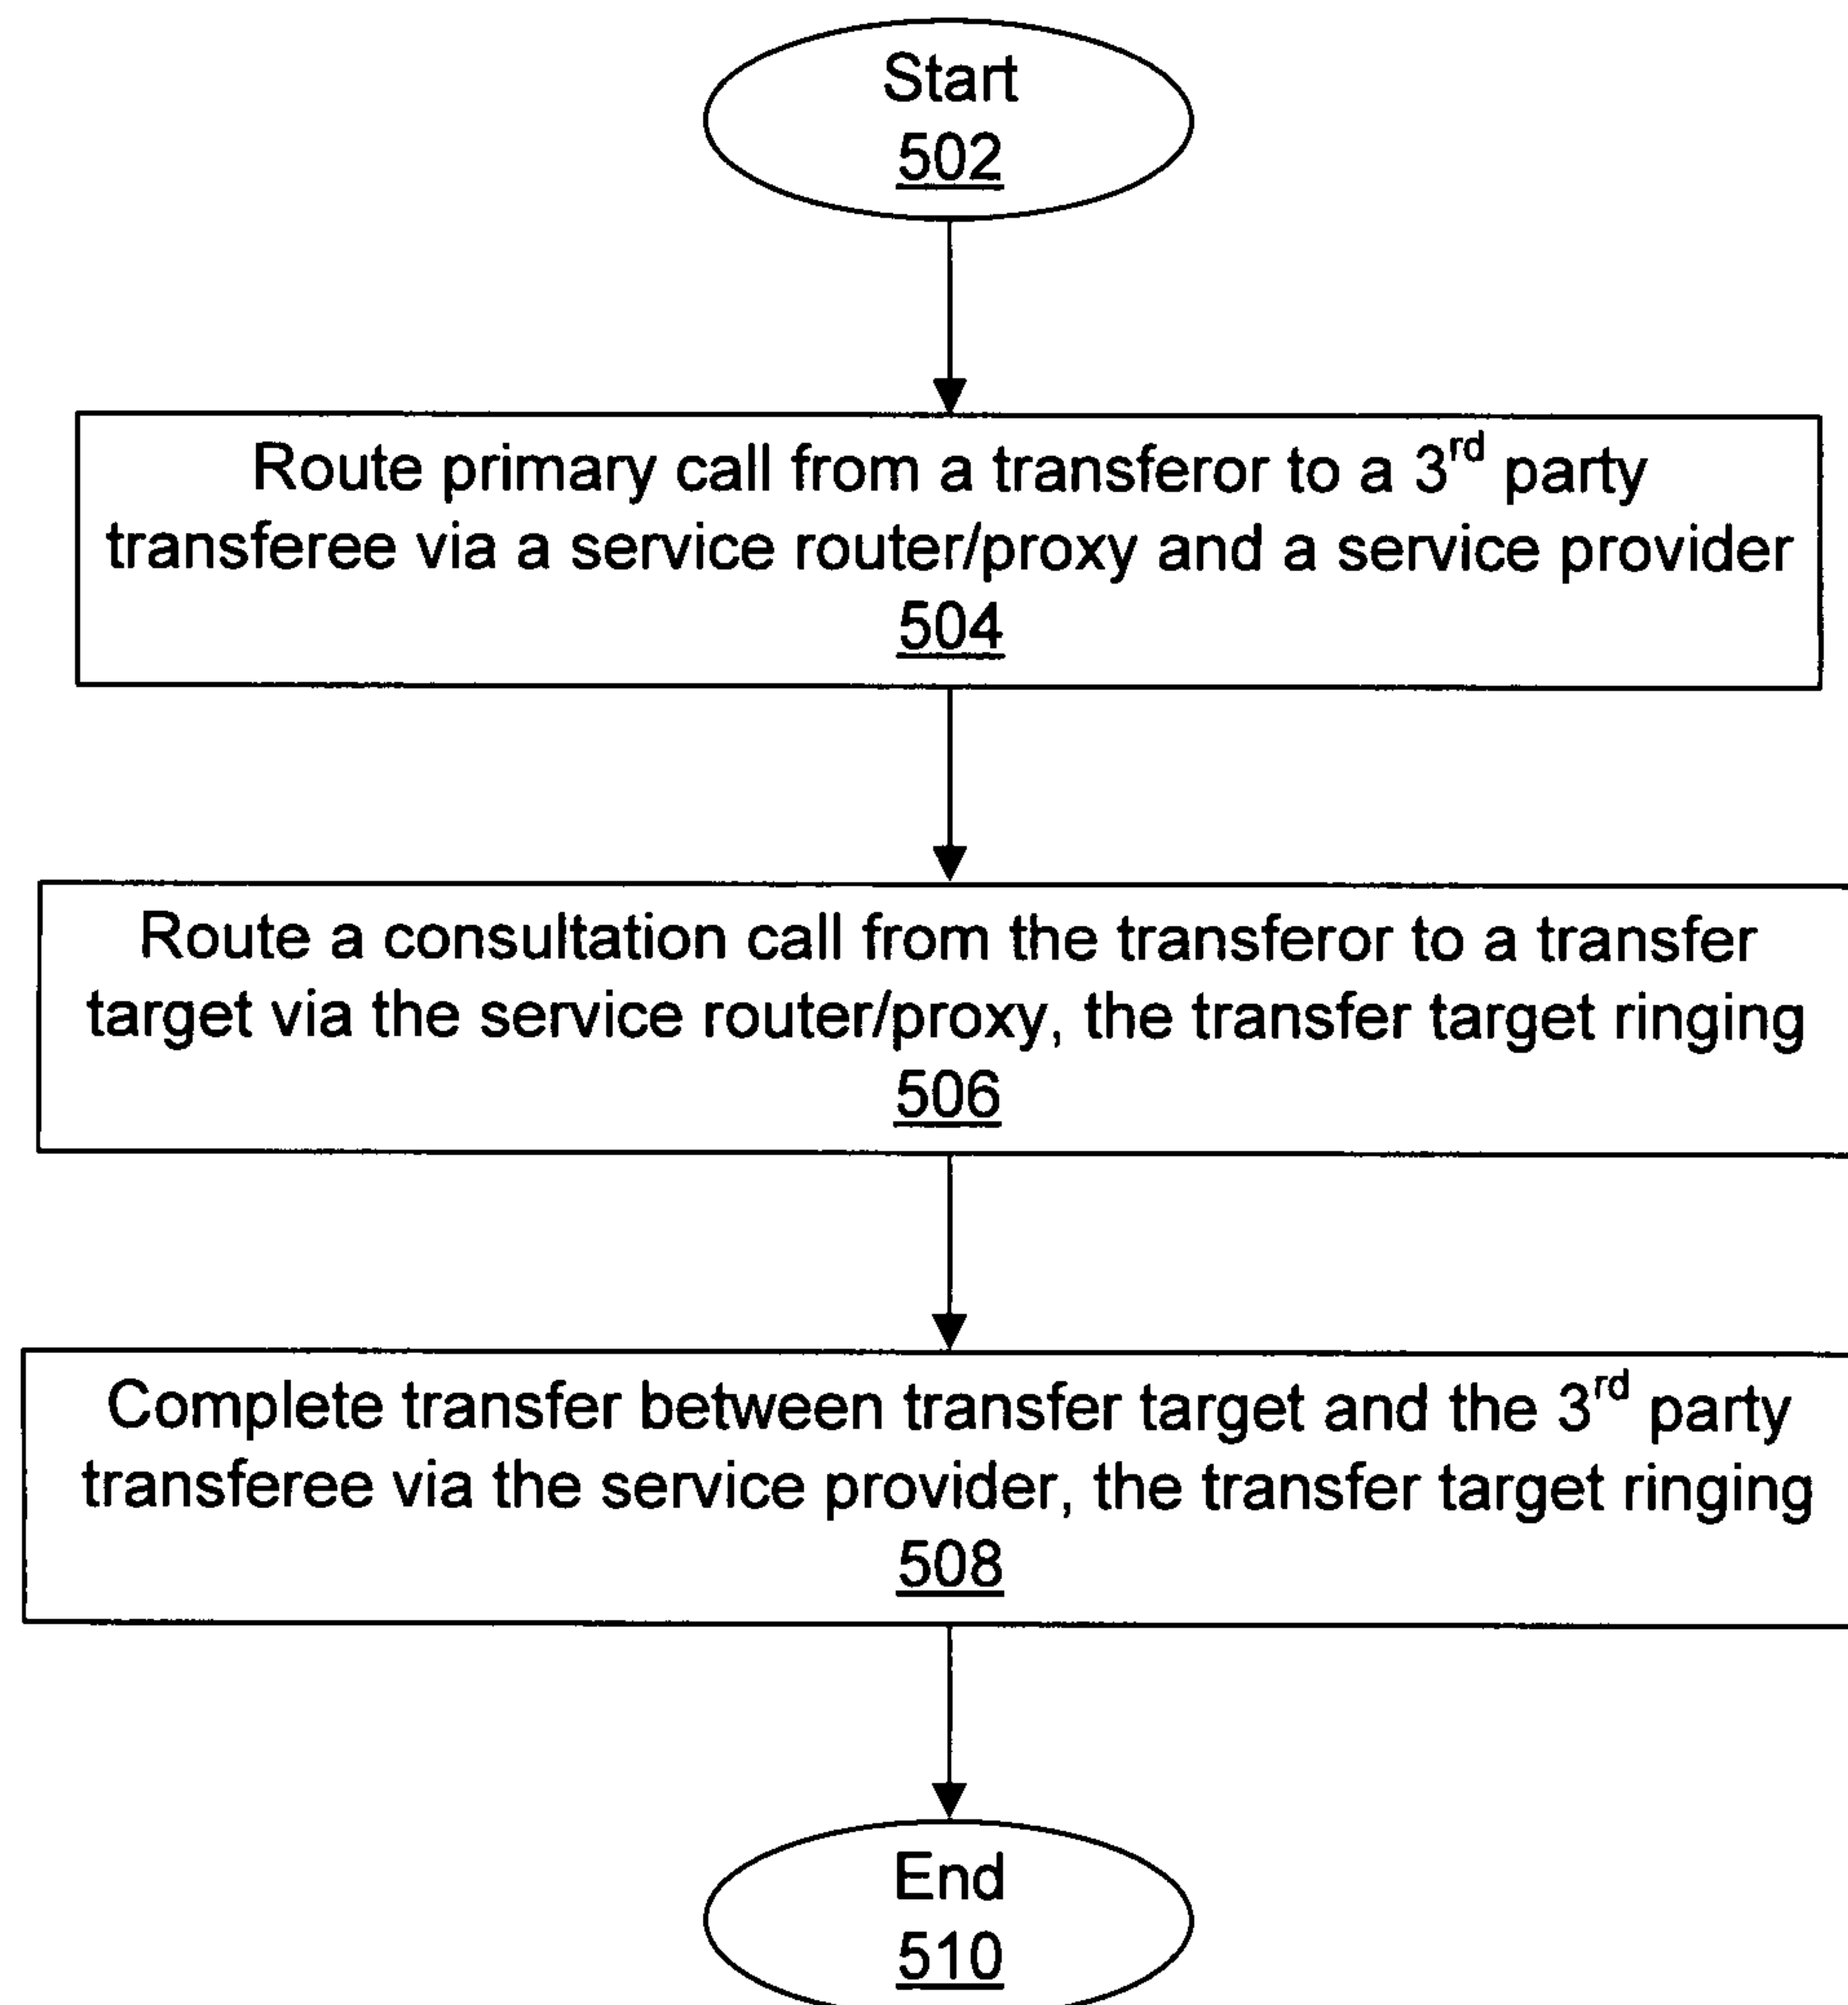 Start
502
Route primary call from a transferor to a 3rd party
transferee via a service router/proxy and a service provider
504
Route a consultation call from the transferor to a transfer
target via the service router/proxy, the transfer target ringing
506
Complete transfer between transfer target and the 3rd party
transferee via the service provider, the transfer target ringing
508
End
510